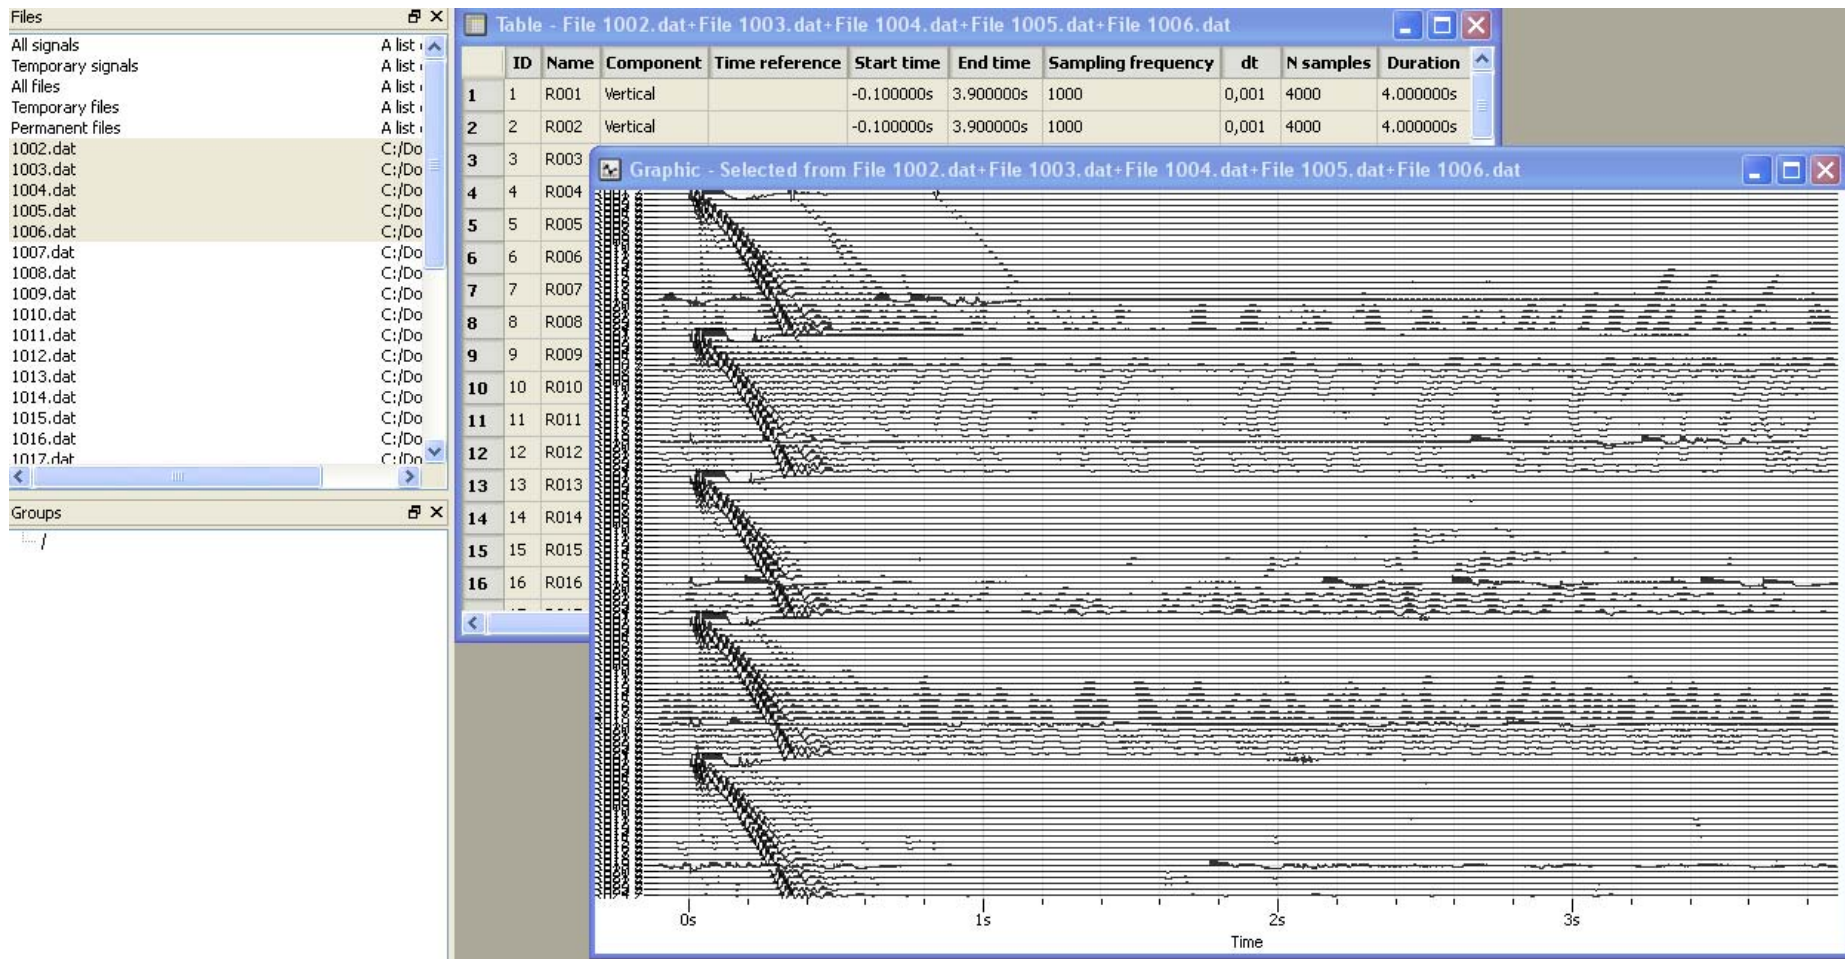 Files
All signals A list
Temporary signals A list
All files A list
Temporary files A list
Permanent files A list
1002.dat C:/Do
1003.dat C:/Do
1004.dat C:/Do
1005.dat C:/Do
1006.dat C:/Do
1007.dat C:/Do
1008.dat C:/Do
1009.dat C:/Do
1010.dat C:/Do
1011.dat C:/Do
1012.dat C:/Do
1013.dat C:/Do
1014.dat C:/Do
1015.dat C:/Do
1016.dat C:/Do
1017.dat C:/Do
Groups
/
Table - File 1002.dat+File 1003.dat+File 1004.dat+File 1005.dat+File 1006.dat
ID Name Component Time reference Start time End time Sampling frequency dt N samples Duration
1 1 R001 Vertical -0.100000s 3.900000s 1000 0,001 4000 4.000000s
2 2 R002 Vertical -0.100000s 3.900000s 1000 0,001 4000 4.000000s
3 3 R003
4 4 R004
5 5 R005
6 6 R006
7 7 R007
8 8 R008
9 9 R009
10 10 R010
11 11 R011
12 12 R012
13 13 R013
14 14 R014
15 15 R015
16 16 R016
Graphic - Selected from File 1002.dat+File 1003.dat+File 1004.dat+File 1005.dat+File 1006.dat
0s 1s 2s 3s
Time